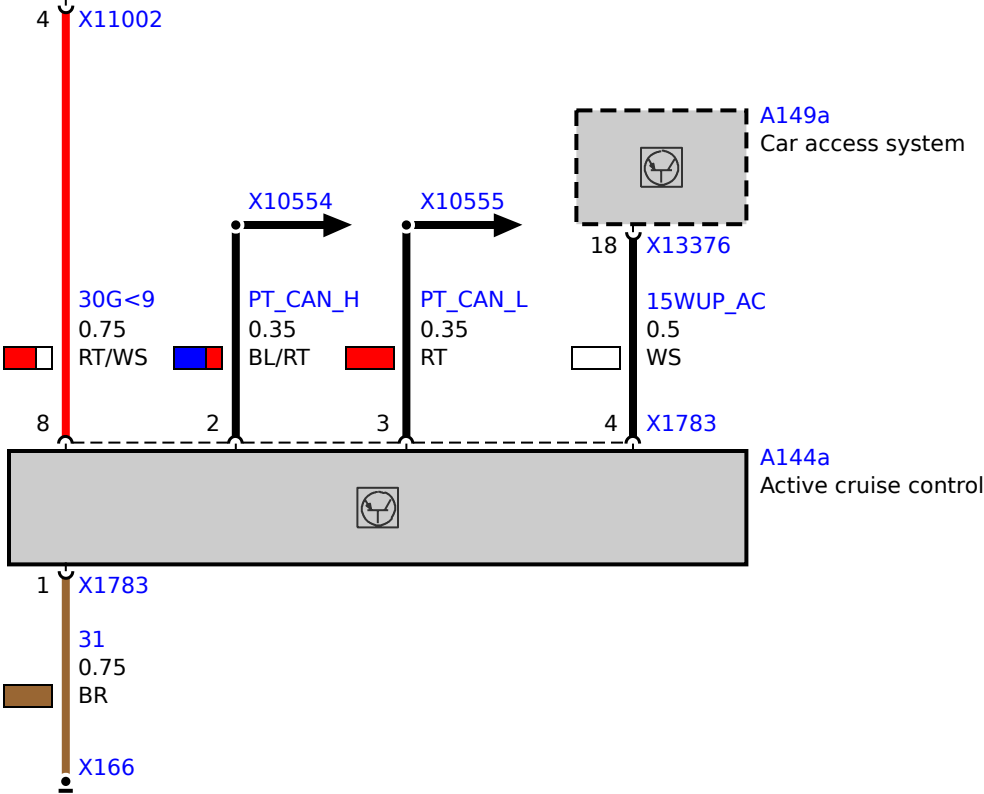 4 X11002
A149a
Car access system
X10554
X10555
18 X13376
30G<9
0.75
RT/WS
PT_CAN_H
0.35
BL/RT
PT_CAN_L
0.35
RT
15WUP_AC
0.5
WS
8
2
3
4 X1783
A144a
Active cruise control
1 X1783
31
0.75
BR
X166